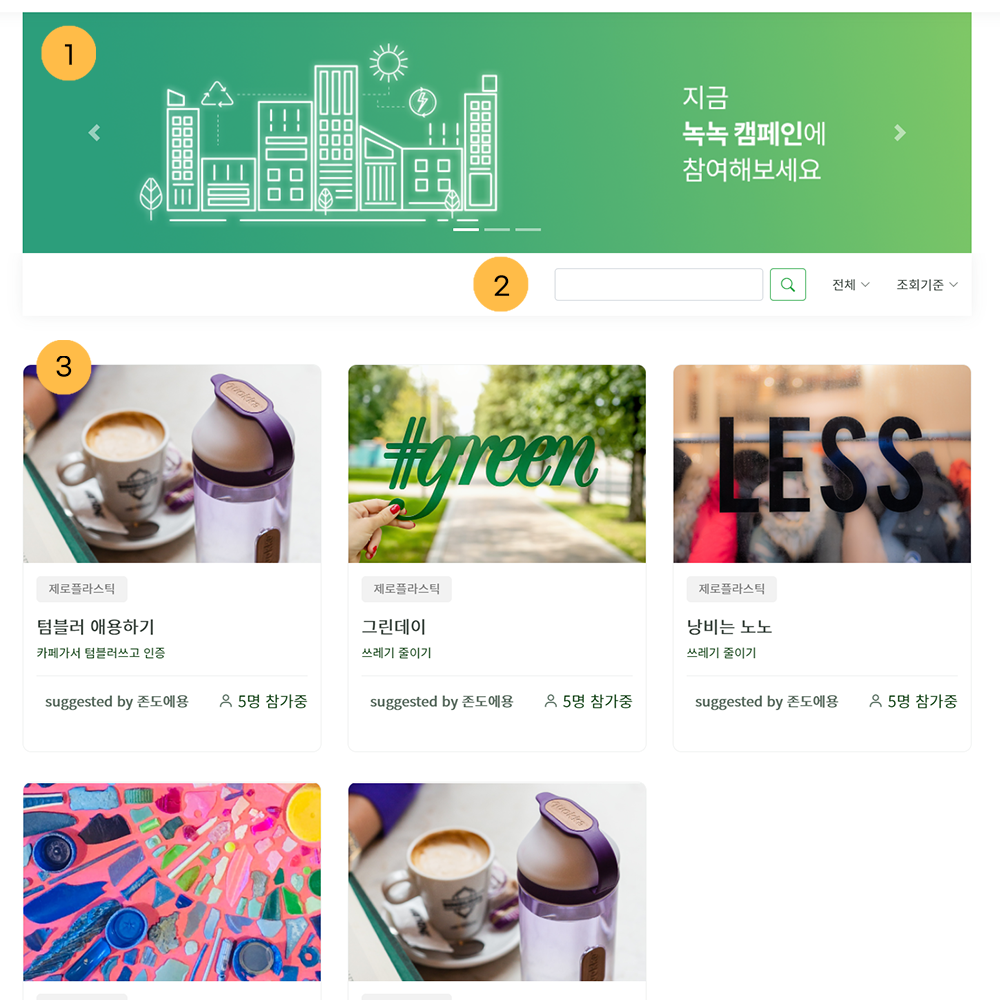 1
지금
녹녹 캠페인에
참여해보세요
2
전체
조회기준
3
#green
LESS
제로플라스틱
제로플라스틱
제로플라스틱
텀블러 애용하기
그린데이
낭비는 노노
카페가서 텀블러쓰고 인증
쓰레기 줄이기
쓰레기 줄이기
suggested by 존도에용
5명 참가중
suggested by 존도에용
5명 참가중
suggested by 존도에용
5명 참가중